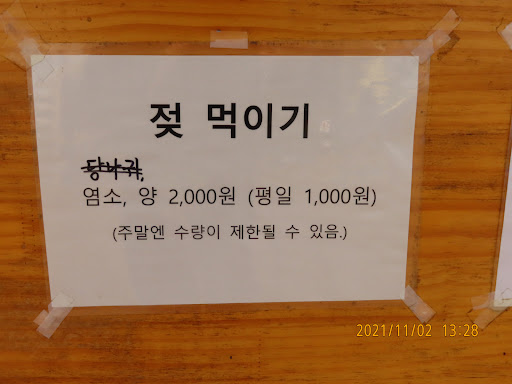 젖 먹이기
당나귀,
염소, 양 2,000원 (평일 1,000원)
(주말엔 수량이 제한될 수 있음.)
2021/11/02 13:28